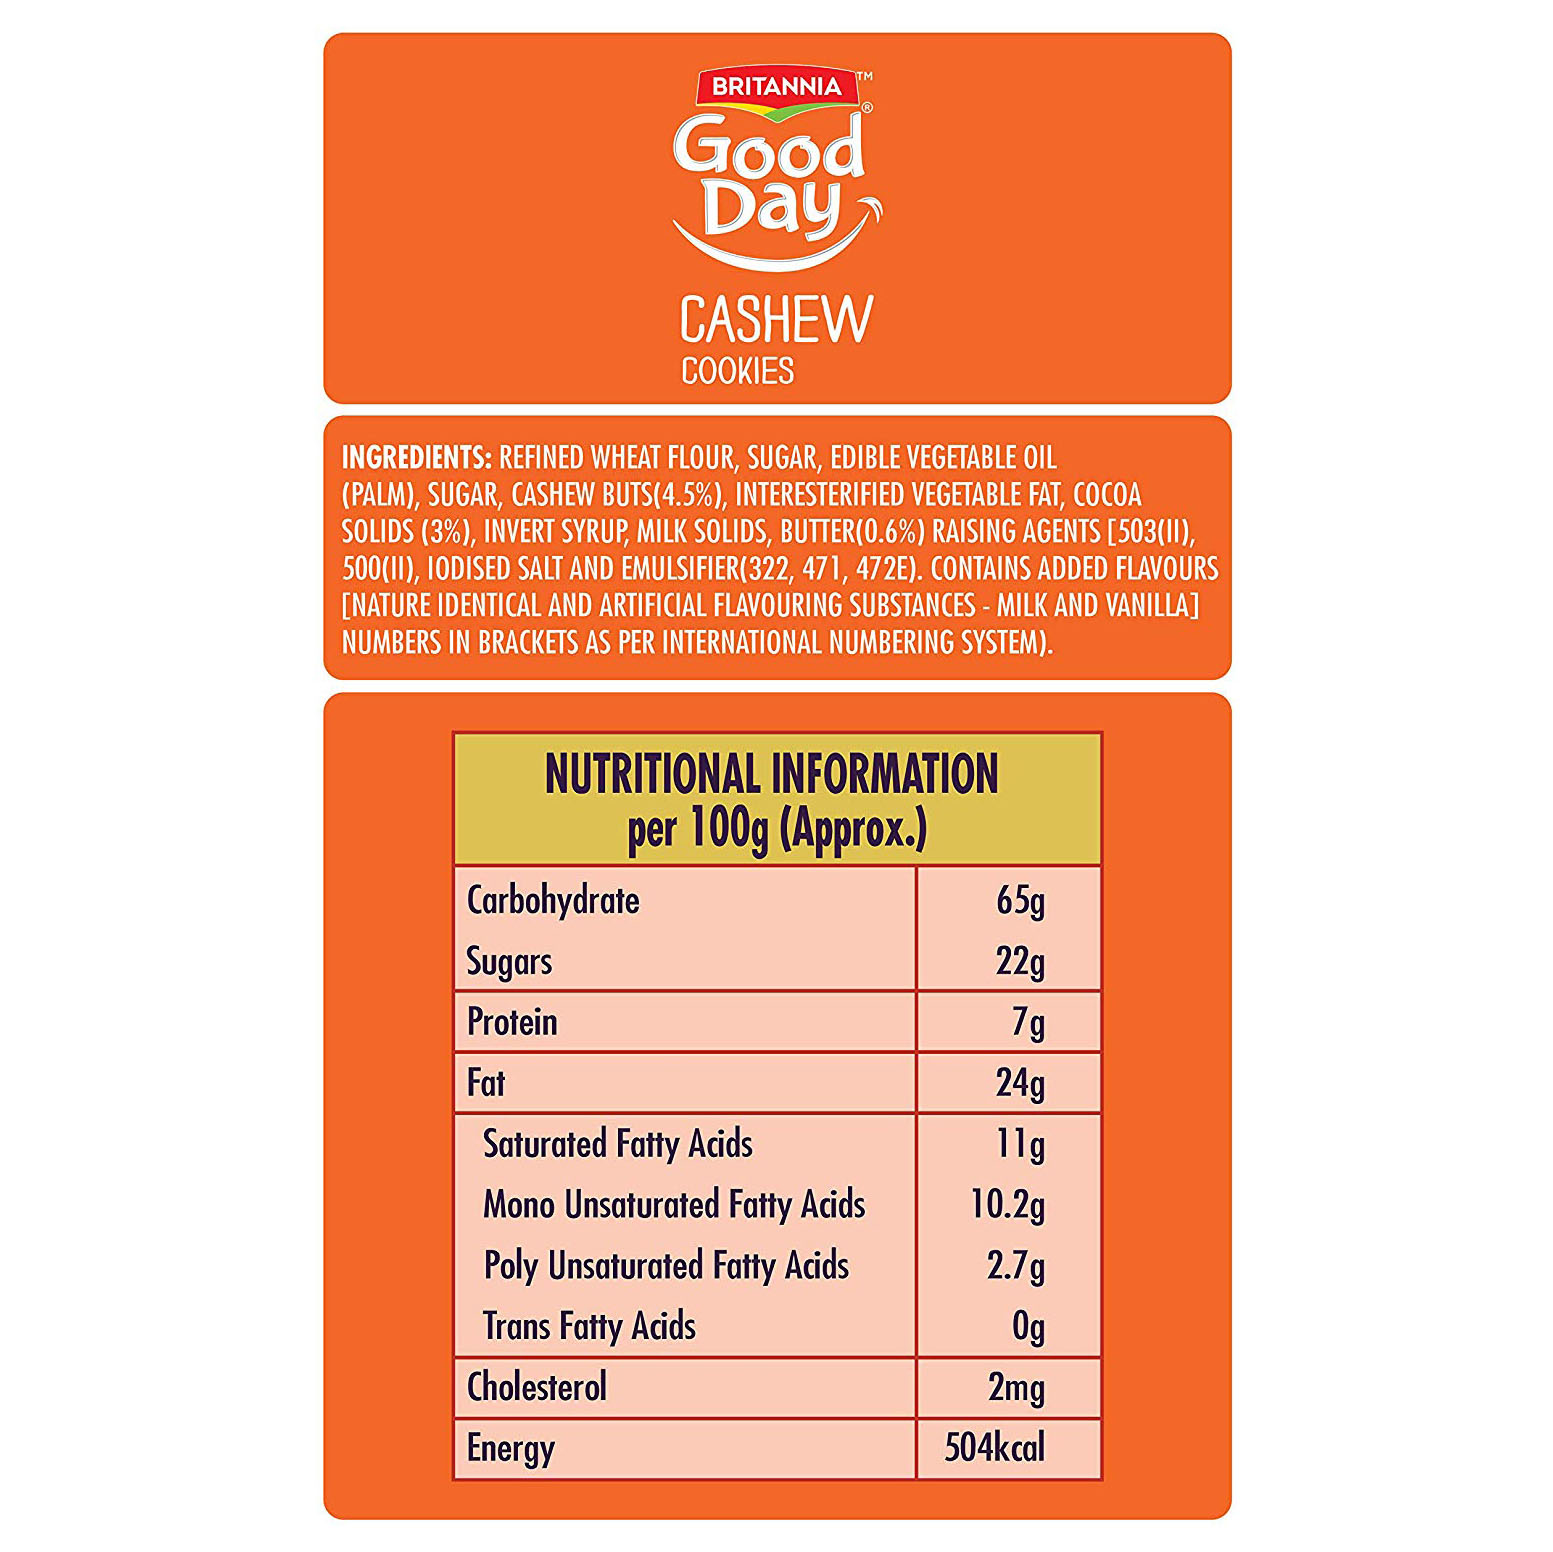 BRITANNIA TM
Good ®
Day
CASHEW
COOKIES
INGREDIENTS: REFINED WHEAT FLOUR, SUGAR, EDIBLE VEGETABLE OIL
(PALM), SUGAR, CASHEW BUTS(4.5%), INTERESTERIFIED VEGETABLE FAT, COCOA
SOLIDS (3%), INVERT SYRUP, MILK SOLIDS, BUTTER(0.6%) RAISING AGENTS [503(II),
500(II), IODISED SALT AND EMULSIFIER(322, 471, 472E). CONTAINS ADDED FLAVOURS
[NATURE IDENTICAL AND ARTIFICIAL FLAVOURING SUBSTANCES - MILK AND VANILLA]
NUMBERS IN BRACKETS AS PER INTERNATIONAL NUMBERING SYSTEM).
NUTRITIONAL INFORMATION
per 100g (Approx.)
Carbohydrate 65g
Sugars 22g
Protein 7g
Fat 24g
Saturated Fatty Acids 11g
Mono Unsaturated Fatty Acids 10.2g
Poly Unsaturated Fatty Acids 2.7g
Trans Fatty Acids 0g
Cholesterol 2mg
Energy 504kcal